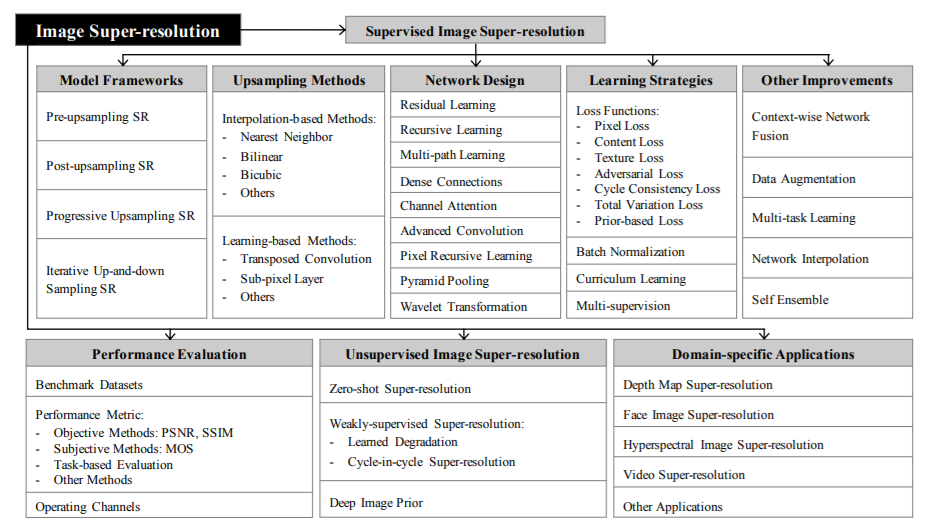 Image Super-resolution
Supervised Image Super-resolution
Model Frameworks
Pre-upsampling SR
Post-upsampling SR
Progressive Upsampling SR
Iterative Up-and-down
Sampling SR
Upsampling Methods
Interpolation-based Methods:
- Nearest Neighbor
- Bilinear
- Bicubic
- Others
Learning-based Methods:
- Transposed Convolution
- Sub-pixel Layer
- Others
Network Design
Residual Learning
Recursive Learning
Multi-path Learning
Dense Connections
Channel Attention
Advanced Convolution
Pixel Recursive Learning
Pyramid Pooling
Wavelet Transformation
Learning Strategies
Loss Functions:
- Pixel Loss
- Content Loss
- Texture Loss
- Adversarial Loss
- Cycle Consistency Loss
- Total Variation Loss
- Prior-based Loss
Batch Normalization
Curriculum Learning
Multi-supervision
Other Improvements
Context-wise Network
Fusion
Data Augmentation
Multi-task Learning
Network Interpolation
Self Ensemble
Performance Evaluation
Benchmark Datasets
Performance Metric:
- Objective Methods: PSNR, SSIM
- Subjective Methods: MOS
- Task-based Evaluation
- Other Methods
Operating Channels
Unsupervised Image Super-resolution
Zero-shot Super-resolution
Weakly-supervised Super-resolution:
- Learned Degradation
- Cycle-in-cycle Super-resolution
Deep Image Prior
Domain-specific Applications
Depth Map Super-resolution
Face Image Super-resolution
Hyperspectral Image Super-resolution
Video Super-resolution
Other Applications